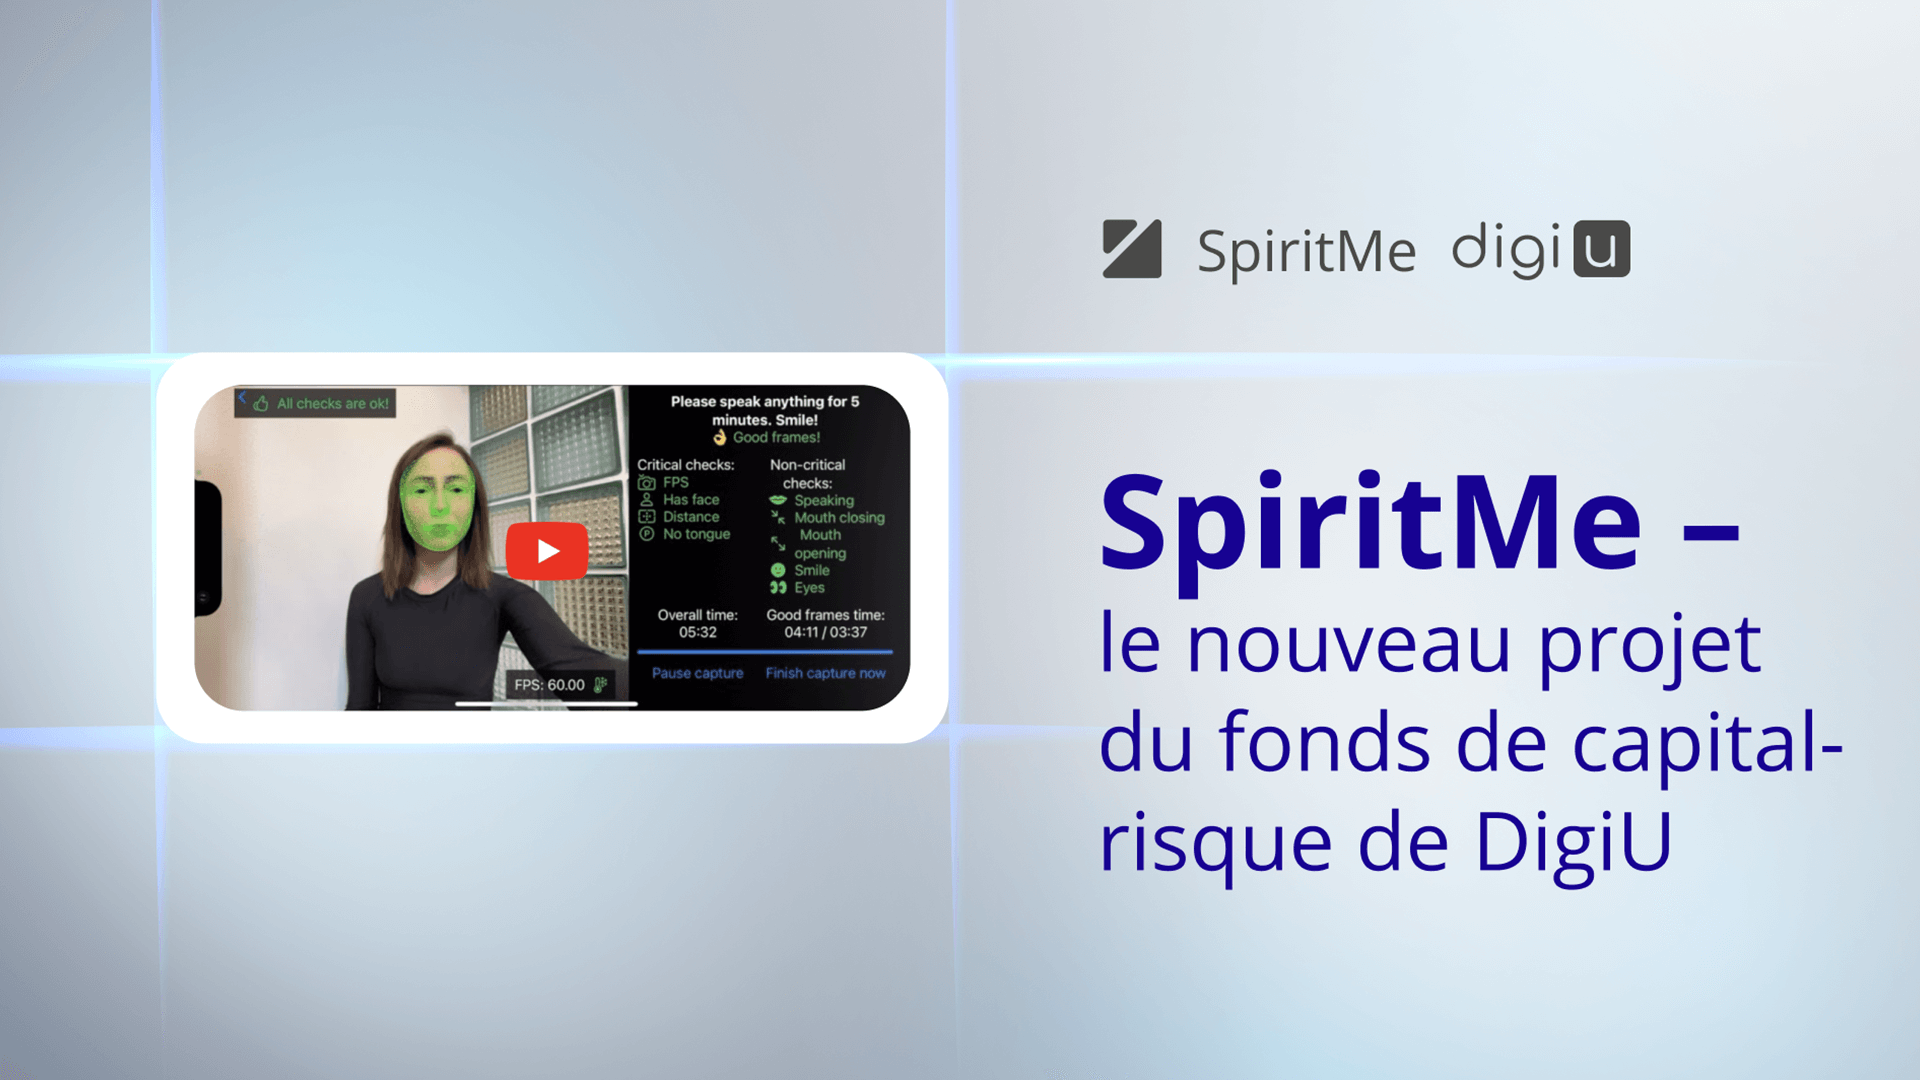 All checks are ok!
FPS: 60.00
Please speak anything for 5
minutes. Smile!
👌 Good frames!
Critical checks:
FPS
Has face
Distance
No tongue
Non-critical
checks:
Speaking
Mouth closing
Mouth
opening
Smile
Eyes
Overall time:
05:32
Good frames time:
04:11 / 03:37
Pause capture
Finish capture now
SpiritMe
digi u
SpiritMe –
le nouveau projet
du fonds de capital-
risque de DigiU